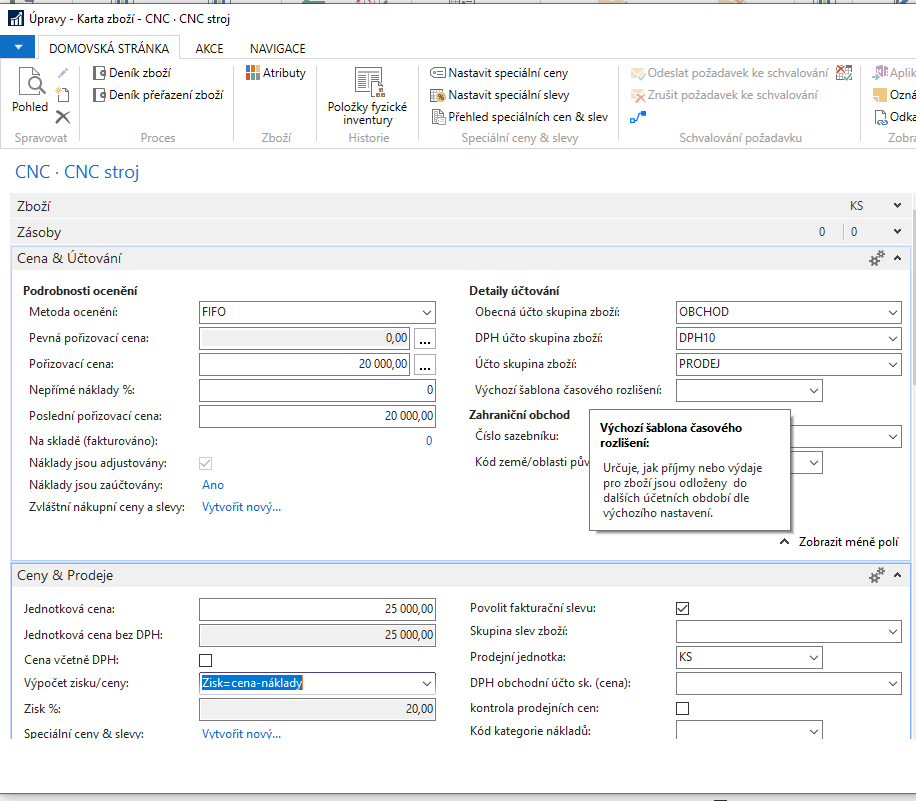 Úpravy - Karta zboží - CNC · CNC stroj
DOMOVSKÁ STRÁNKA AKCE NAVIGACE
Pohled
Spravovat
Deník zboží
Deník přeřazení zboží
Proces
Atributy
Zboží
Položky fyzické
inventury
Historie
Nastavit speciální ceny
Nastavit speciální slevy
Přehled speciálních cen & slev
Speciální ceny & slevy
Odeslat požadavek ke schvalování
Zrušit požadavek ke schvalování
Schvalování požadavku
Aplik
Ozná
Odka
Zobra
CNC · CNC stroj
Zboží KS
Zásoby 0 0
Cena & Účtování
Podrobnosti ocenění
Metoda ocenění: FIFO
Pevná pořizovací cena: 0,00 ...
Pořizovací cena: 20 000,00 ...
Nepřímé náklady %: 0
Poslední pořizovací cena: 20 000,00
Na skladě (fakturováno): 0
Náklady jsou adjustovány:
Náklady jsou zaúčtovány: Ano
Zvláštní nákupní ceny a slevy: Vytvořit nový...
Detaily účtování
Obecná účto skupina zboží: OBCHOD
DPH účto skupina zboží: DPH10
Účto skupina zboží: PRODEJ
Výchozí šablona časového rozlišení:
Zahraniční obchod
Číslo sazebníku:
Kód země/oblasti pův
Výchozí šablona časového
rozlišení:
Určuje, jak příjmy nebo výdaje
pro zboží jsou odloženy do
dalších účetních období dle
výchozího nastavení.
Zobrazit méně polí
Ceny & Prodeje
Jednotková cena: 25 000,00
Jednotková cena bez DPH: 25 000,00
Cena včetně DPH:
Výpočet zisku/ceny: Zisk=cena-náklady
Zisk %: 20,00
Speciální ceny & slevy: Vytvořit nový...
Povolit fakturační slevu:
Skupina slev zboží:
Prodejní jednotka: KS
DPH obchodní účto sk. (cena):
kontrola prodejních cen:
Kód kategorie nákladů: